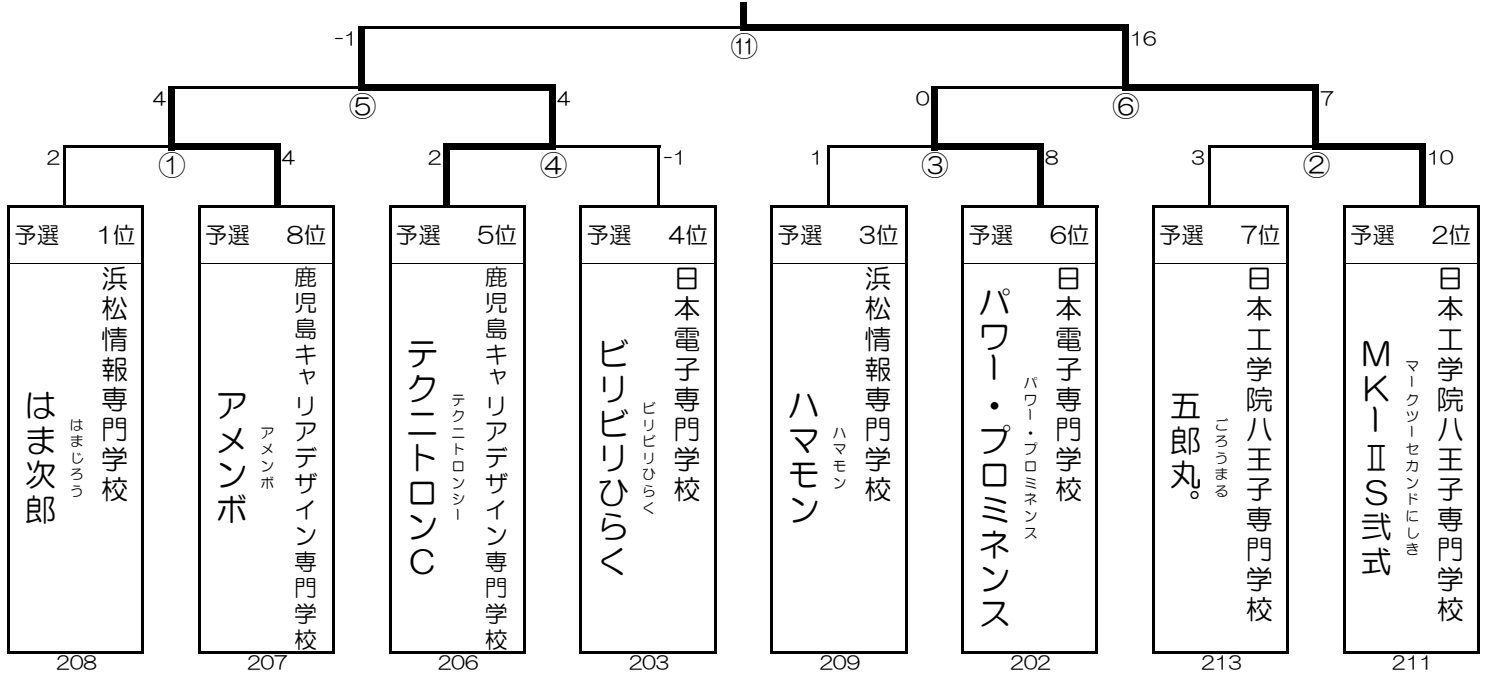 -1
⑪
16
4
⑤
4
0
⑥
7
2
①
4
2
④
-1
1
③
8
3
②
10
予選 1位
浜松情報専門学校
はまじろう
はま次郎
208
予選 8位
鹿児島キャリアデザイン専門学校
アメンボ
アメンボ
207
予選 5位
鹿児島キャリアデザイン専門学校
テクニトロンシー
テクニトロンC
206
予選 4位
日本電子専門学校
ビリビリひらく
ビリビリひらく
203
予選 3位
浜松情報専門学校
ハマモン
ハマモン
209
予選 6位
日本電子専門学校
パワー・プロミネンス
パワー・プロミネンス
202
予選 7位
日本工学院八王子専門学校
ごろうまる
五郎丸。
213
予選 2位
日本工学院八王子専門学校
マークツーセカンドにしき
MK-ⅡS弐式
211